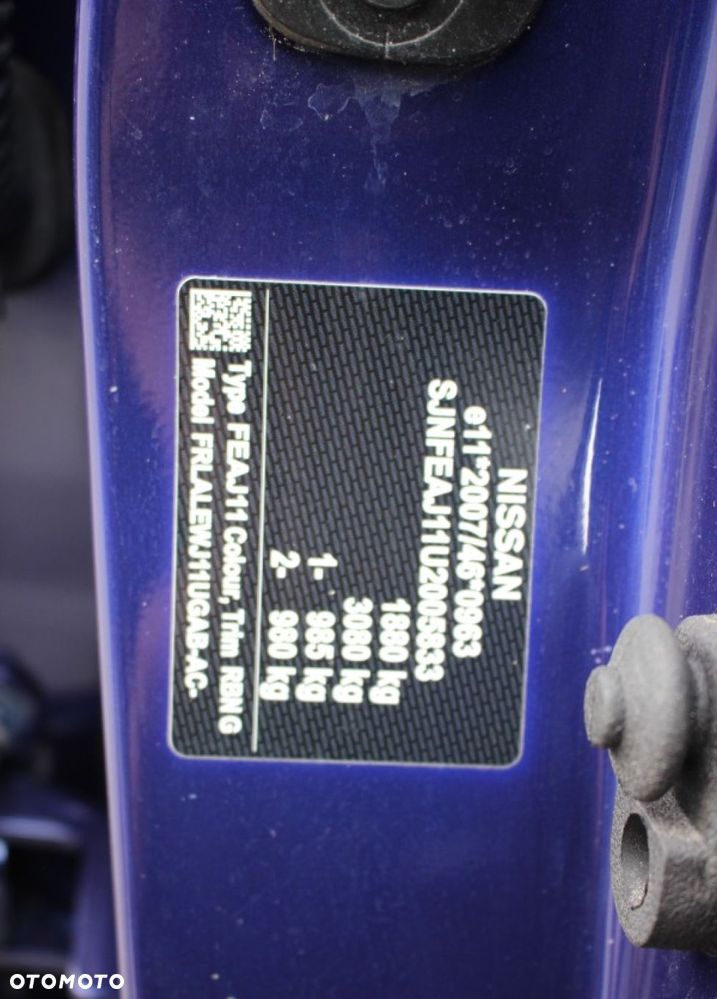 NISSAN
e11*2007/46*0963
SJNFEAJ11U2005833
1880 kg
3080 kg
1- 985 kg
2- 980 kg
Type FEAJ11 Colour, Trim RBN G
Model FRLALEWJ11UGAB-AC-
OTOMOTO